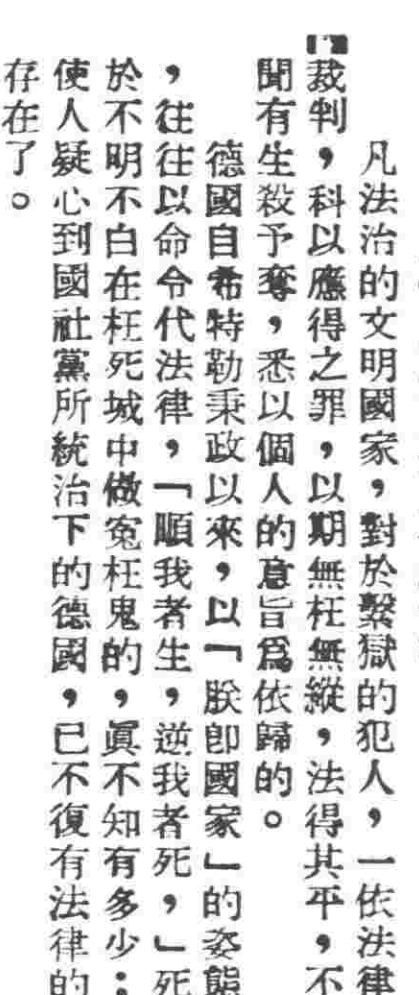 凡法治的文明國家，對於繫獄的犯人，一依法律
裁判，科以應得之罪，以期無枉無縱，法得其平，不
聞有生殺予奪，悉以個人的意旨爲依歸的。
德國自希特勒秉政以來，以「朕卽國家」的姿態
，往往以命令代法律，「順我者生，逆我者死，」死
於不明不白在枉死城中做冤枉鬼的，眞不知有多少；
使人疑心到國社黨所統治下的德國，已不復有法律的
存在了。